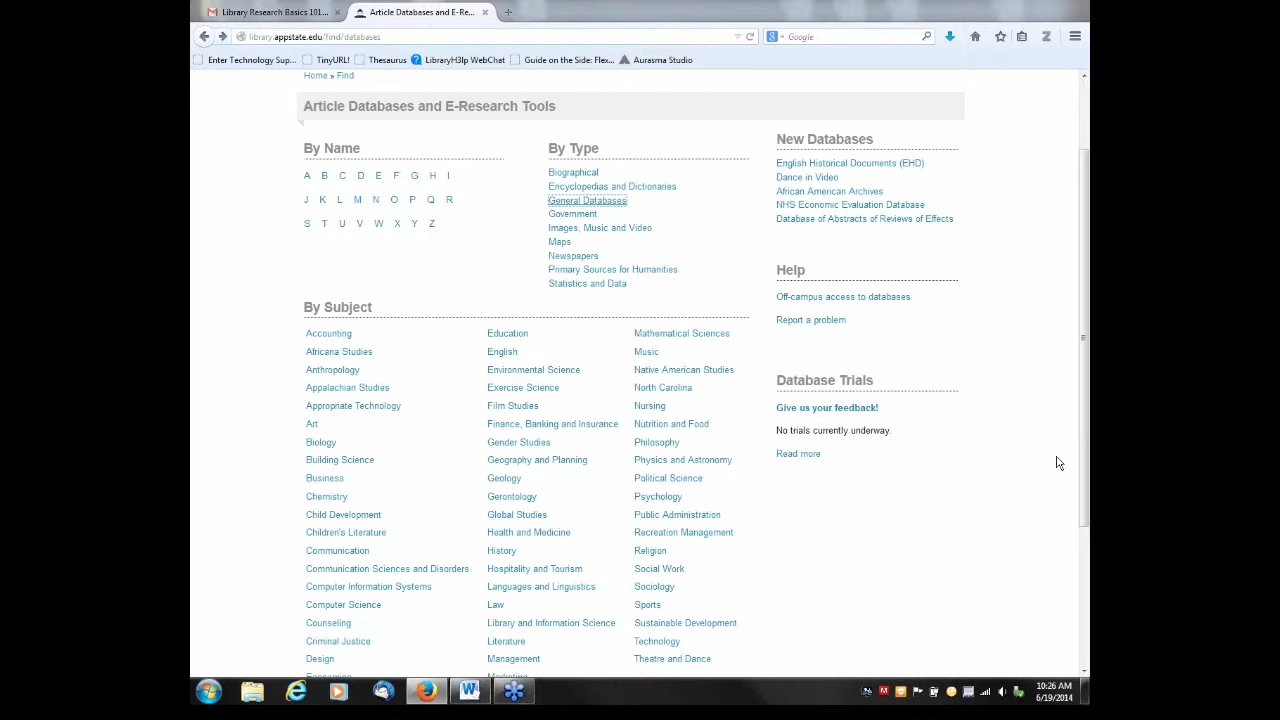 Library Research Basics 101...
Article Databases and E-Re...
library.appstate.edu/find/databases
Google
Enter Technology Sup...
TinyURL!
Thesaurus
LibraryH3lp WebChat
Guide on the Side: Flex...
Aurasma Studio
Home » Find
Article Databases and E-Research Tools
By Name
A B C D E F G H I
J K L M N O P Q R
S T U V W X Y Z
By Type
Biographical
Encyclopedias and Dictionaries
General Databases
Government
Images, Music and Video
Maps
Newspapers
Primary Sources for Humanities
Statistics and Data
New Databases
English Historical Documents (EHD)
Dance in Video
African American Archives
NHS Economic Evaluation Database
Database of Abstracts of Reviews of Effects
Help
Off-campus access to databases
Report a problem
Database Trials
Give us your feedback!
No trials currently underway.
Read more
By Subject
Accounting
Africana Studies
Anthropology
Appalachian Studies
Appropriate Technology
Art
Biology
Building Science
Business
Chemistry
Child Development
Children's Literature
Communication
Communication Sciences and Disorders
Computer Information Systems
Computer Science
Counseling
Criminal Justice
Design
Education
English
Environmental Science
Exercise Science
Film Studies
Finance, Banking and Insurance
Gender Studies
Geography and Planning
Geology
Gerontology
Global Studies
Health and Medicine
History
Hospitality and Tourism
Languages and Linguistics
Law
Library and Information Science
Literature
Management
Mathematical Sciences
Music
Native American Studies
North Carolina
Nursing
Nutrition and Food
Philosophy
Physics and Astronomy
Political Science
Psychology
Public Administration
Recreation Management
Religion
Social Work
Sociology
Sports
Sustainable Development
Technology
Theatre and Dance
10:26 AM
6/19/2014